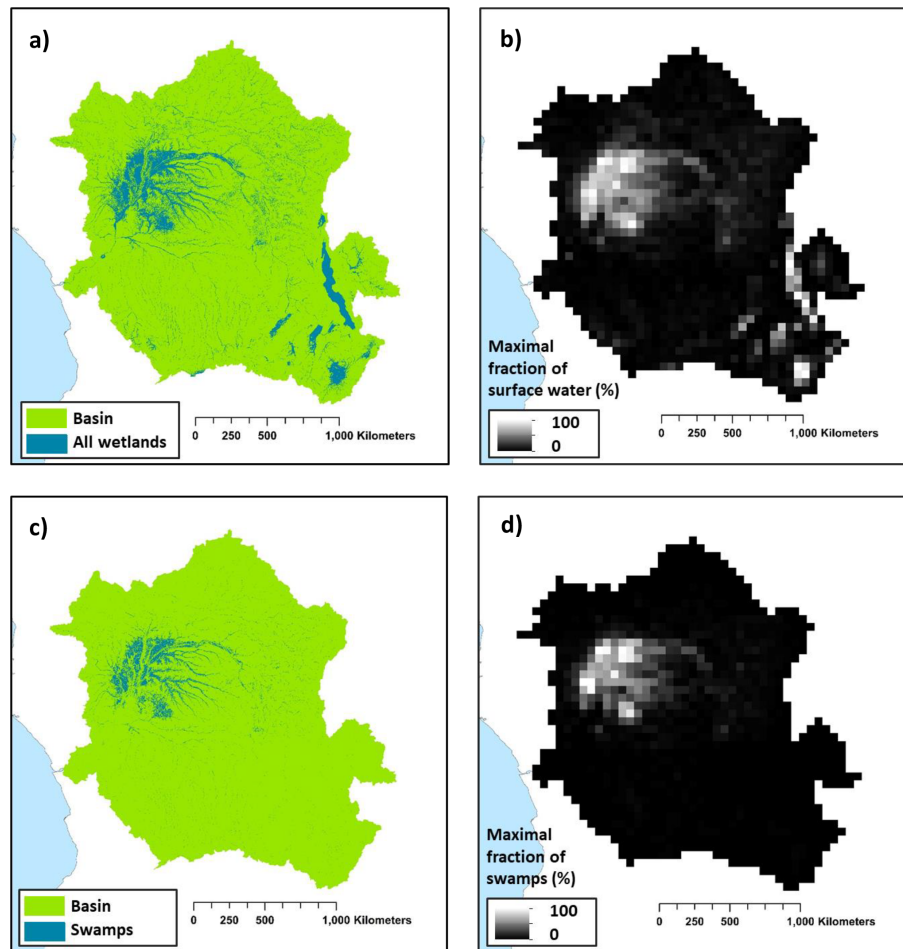 a)
Basin
All wetlands
0 250 500 1,000 Kilometers
b)
Maximal
fraction of
surface water (%)
100
0
0 250 500 1,000 Kilometers
c)
Basin
Swamps
0 250 500 1,000 Kilometers
d)
Maximal
fraction of
swamps (%)
100
0
0 250 500 1,000 Kilometers